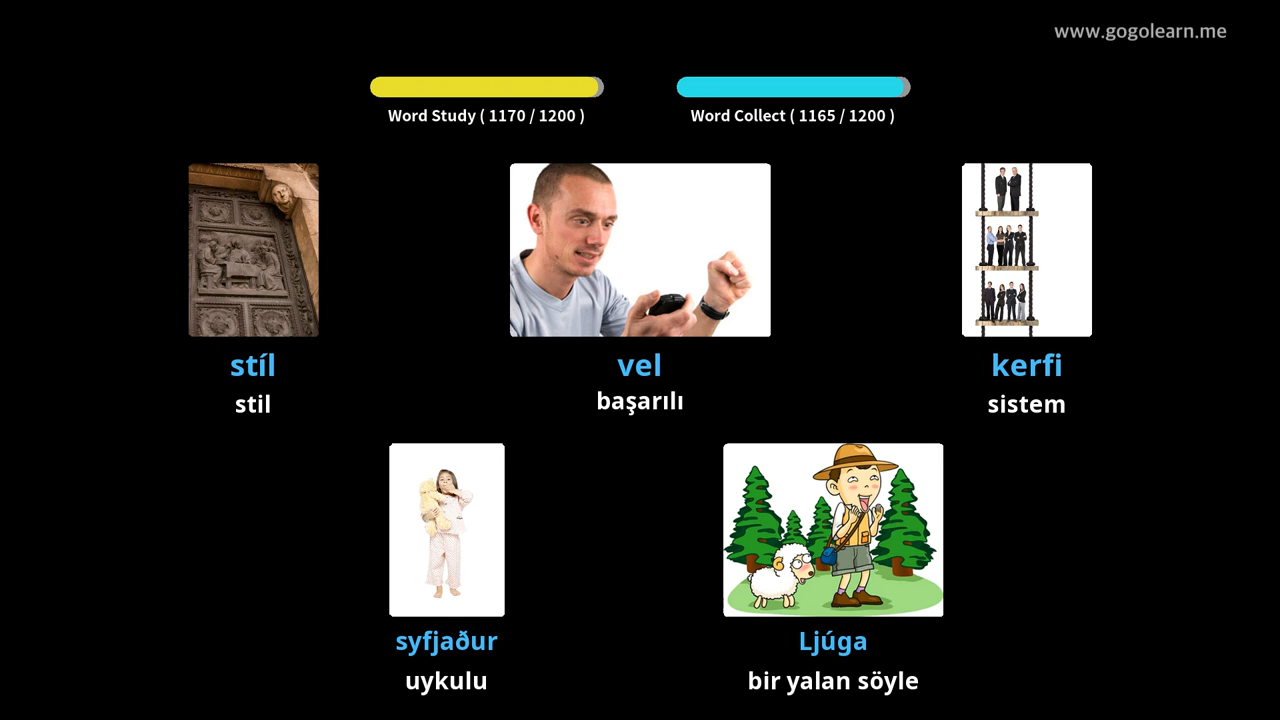 www.gogolearn.me
Word Study ( 1170 / 1200 )
Word Collect ( 1165 / 1200 )
stíl
vel
kerfi
stil
başarılı
sistem
syfjaður
Ljúga
uykulu
bir yalan söyle